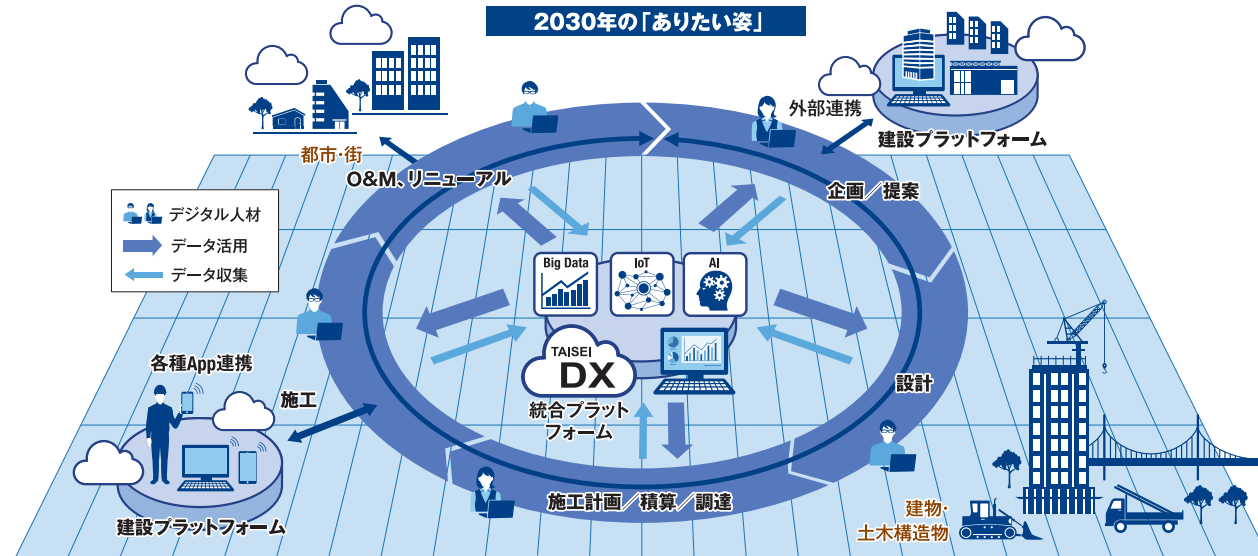 2030年の「ありたい姿」
外部連携
建設プラットフォーム
都市・街
O&M、リニューアル
企画／提案
デジタル人材
データ活用
データ収集
Big Data
IoT
AI
TAISEI
DX
統合プラット
フォーム
各種App連携
施工
設計
建設プラットフォーム
施工計画／積算／調達
建物・
土木構造物